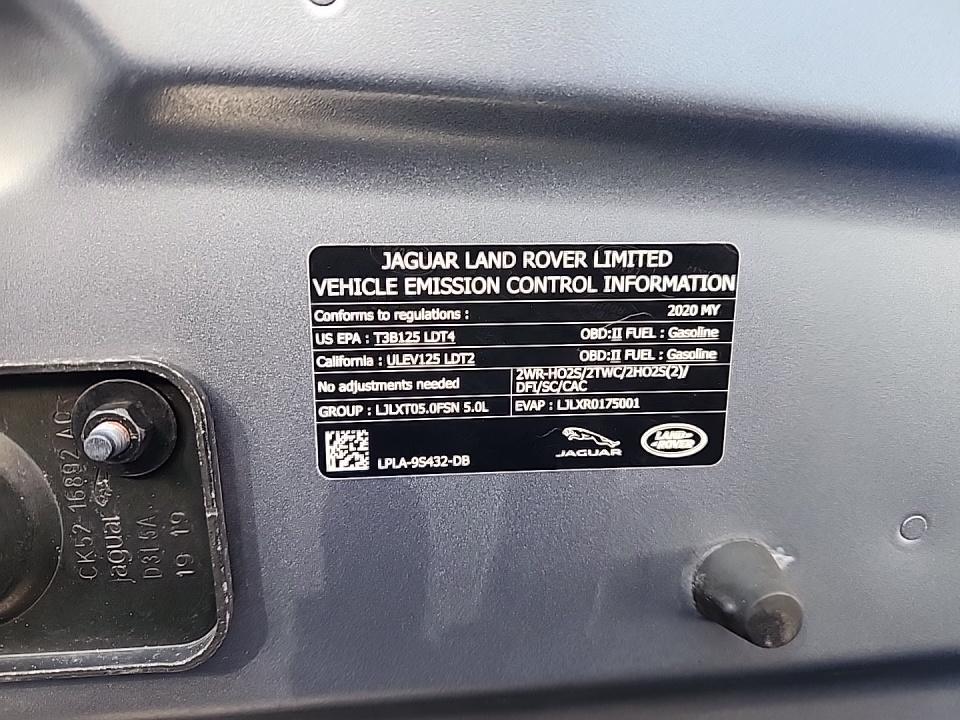 JAGUAR LAND ROVER LIMITED
VEHICLE EMISSION CONTROL INFORMATION
Conforms to regulations : 2020 MY
US EPA : T3B125 LDT4 OBD:II FUEL : Gasoline
California : ULEV125 LDT2 OBD:II FUEL : Gasoline
No adjustments needed
2WR-HO2S/2TWC/2HO2S(2)/
DFI/SC/CAC
GROUP : LJLXT05.0FSN 5.0L
EVAP : LJLXR0175001
LPLA-9S432-DB
JAGUAR
LAND
ROVER
CK52-16892 AC
Jaguar
19 19